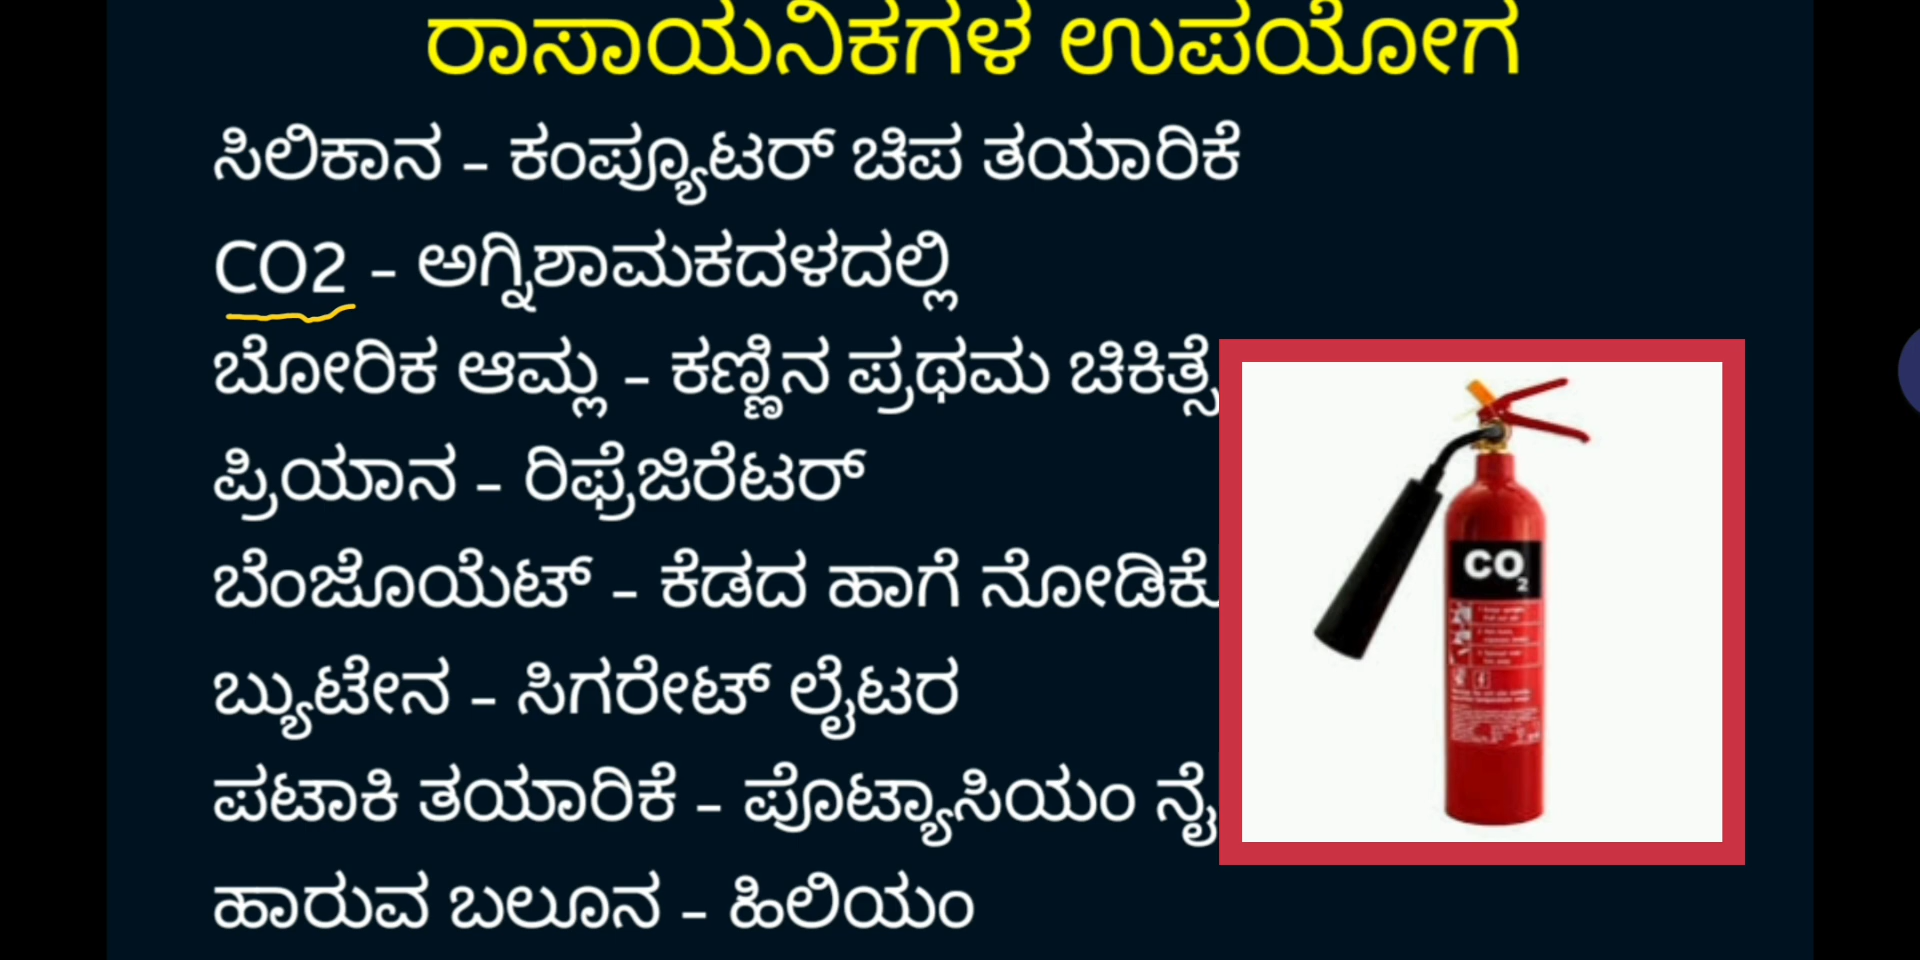 ರಾಸಾಯನಿಕಗಳ ಉಪಯೋಗ
ಸಿಲಿಕಾನ - ಕಂಪ್ಯೂಟರ್ ಚಿಪ ತಯಾರಿಕೆ
CO2 - ಅಗ್ನಿಶಾಮಕದಳದಲ್ಲಿ
ಬೋರಿಕ ಆಮ್ಲ - ಕಣ್ಣಿನ ಪ್ರಥಮ ಚಿಕಿತ್ಸೆ
ಪ್ರಿಯಾನ - ರಿಫ್ರೆಜಿರೆಟರ್
ಬೆಂಜೊಯೆಟ್ - ಕೆಡದ ಹಾಗೆ
ಬ್ಯುಟೇನ - ಸಿಗರೇಟ್ ಲೈಟರ
ಪಟಾಕಿ ತಯಾರಿಕೆ - ಪೊಟ್ಯಾಸಿಯಂ
ಹಾರುವ ಬಲೂನ - ಹಿಲಿಯಂ
CO2